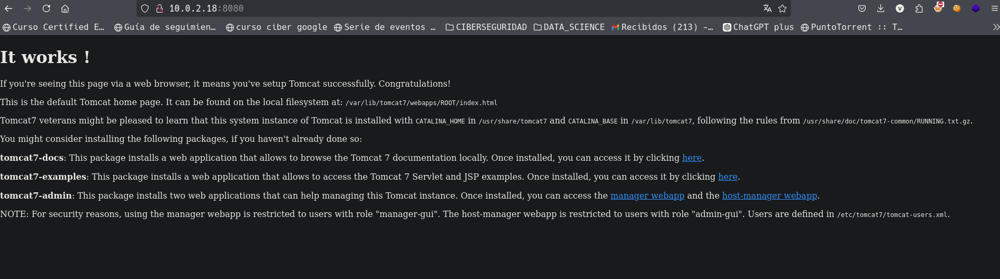 10.0.2.18:8080
Curso Certified E… Guía de seguimien… curso ciber google Serie de eventos … CIBERSEGURIDAD DATA_SCIENCE Recibidos (213) -… ChatGPT plus PuntoTorrent :: T…
It works !
If you're seeing this page via a web browser, it means you've setup Tomcat successfully. Congratulations!
This is the default Tomcat home page. It can be found on the local filesystem at: /var/lib/tomcat7/webapps/ROOT/index.html
Tomcat7 veterans might be pleased to learn that this system instance of Tomcat is installed with CATALINA_HOME in /usr/share/tomcat7 and CATALINA_BASE in /var/lib/tomcat7, following the rules from /usr/share/doc/tomcat7-common/RUNNING.txt.gz.
You might consider installing the following packages, if you haven't already done so:
tomcat7-docs: This package installs a web application that allows to browse the Tomcat 7 documentation locally. Once installed, you can access it by clicking here.
tomcat7-examples: This package installs a web application that allows to access the Tomcat 7 Servlet and JSP examples. Once installed, you can access it by clicking here.
tomcat7-admin: This package installs two web applications that can help managing this Tomcat instance. Once installed, you can access the manager webapp and the host-manager webapp.
NOTE: For security reasons, using the manager webapp is restricted to users with role "manager-gui". The host-manager webapp is restricted to users with role "admin-gui". Users are defined in /etc/tomcat7/tomcat-users.xml.